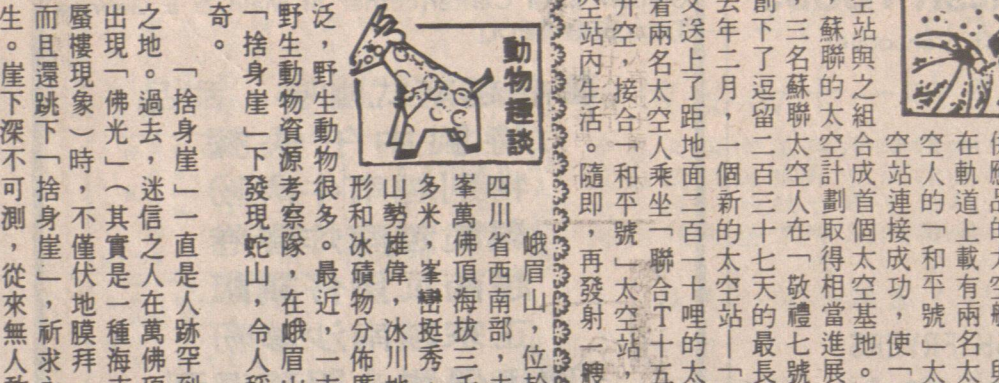 在軌道上載有兩名太
空人的「和平號」太
空站連接成功，使「
空站與之組合成首個太空基地。
，蘇聯的太空計劃取得相當進展
，三名蘇聯太空人在「敬禮七號
創下了逗留二百三十七天的最長
去年二月，一個新的太空站—「
又送上了距地面二百一十哩的太
着兩名太空人乘坐「聯合T十五
升空，接合「和平號」太空站，
空站內生活。隨即，再發射一艘
動物趣談
峨眉山，位於
四川省西南部，主
峯萬佛頂海拔三千
多米，峯巒挺秀，
山勢雄偉，冰川地
形和冰礦物分佈廣
泛，野生動物很多。最近，一支
野生動物資源考察隊，在峨眉山
「捨身崖」下發現蛇山，令人稱
奇。
「捨身崖」一直是人跡罕到
之地。過去，迷信之人在萬佛頂
出現「佛光」（其實是一種海市
蜃樓現象）時，不僅伏地膜拜
而且還跳下「捨身崖」，祈求
生。崖下深不可測，從來無人敢